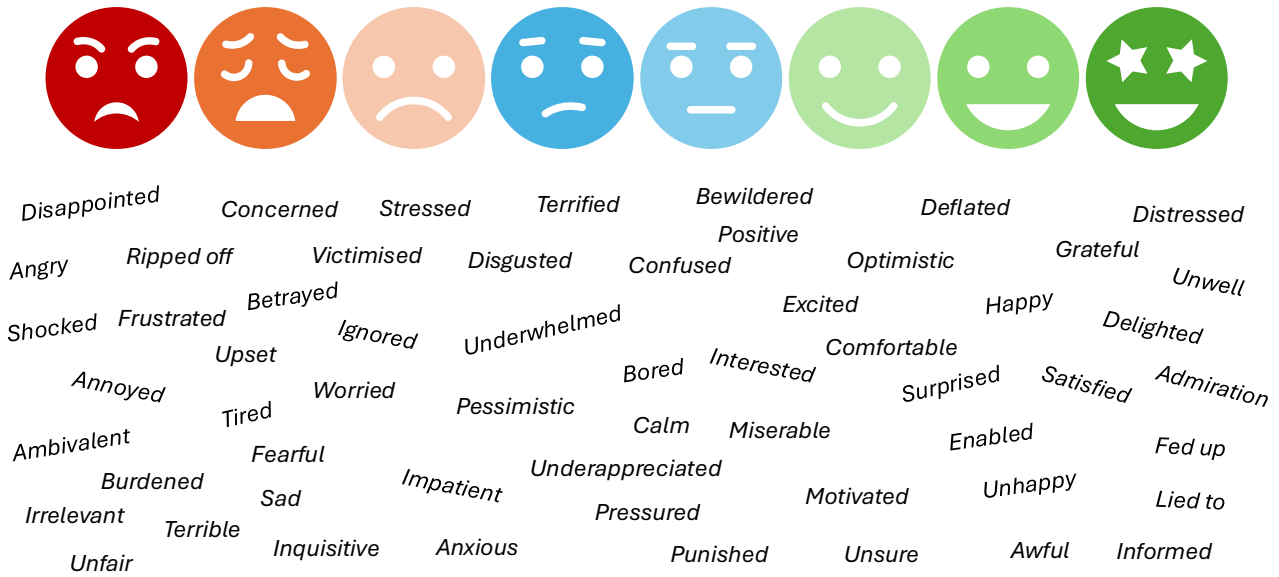 Disappointed
Concerned
Stressed
Terrified
Bewildered
Deflated
Distressed
Positive
Angry
Ripped off
Victimised
Disgusted
Confused
Optimistic
Grateful
Unwell
Betrayed
Excited
Happy
Shocked
Frustrated
Ignored
Underwhelmed
Delighted
Upset
Comfortable
Annoyed
Worried
Bored
Interested
Surprised
Satisfied
Admiration
Tired
Pessimistic
Calm
Miserable
Enabled
Ambivalent
Fearful
Fed up
Burdened
Underappreciated
Impatient
Unhappy
Sad
Motivated
Lied to
Irrelevant
Terrible
Pressured
Inquisitive
Anxious
Punished
Unsure
Awful
Informed
Unfair